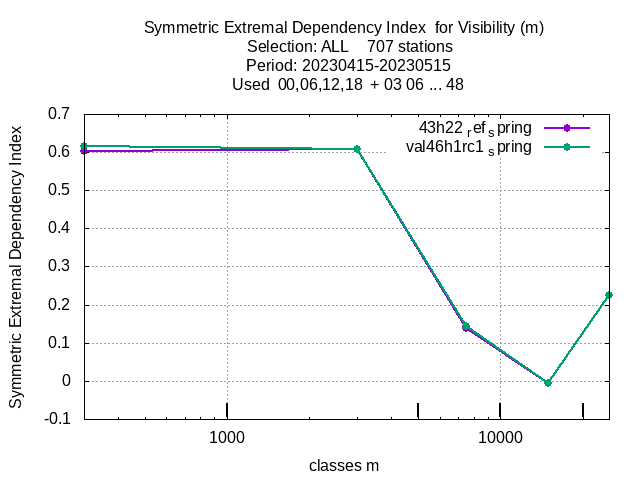 Symmetric Extremal Dependency Index  for Visibility (m)
Selection: ALL    707 stations
Period: 20230415-20230515
Used  00,06,12,18  + 03 06 ... 48
43h22 ref spring
val46h1rc1 spring
Symmetric Extremal Dependency Index
0.7
0.6
0.5
0.4
0.3
0.2
0.1
0
-0.1
1000
10000
classes m